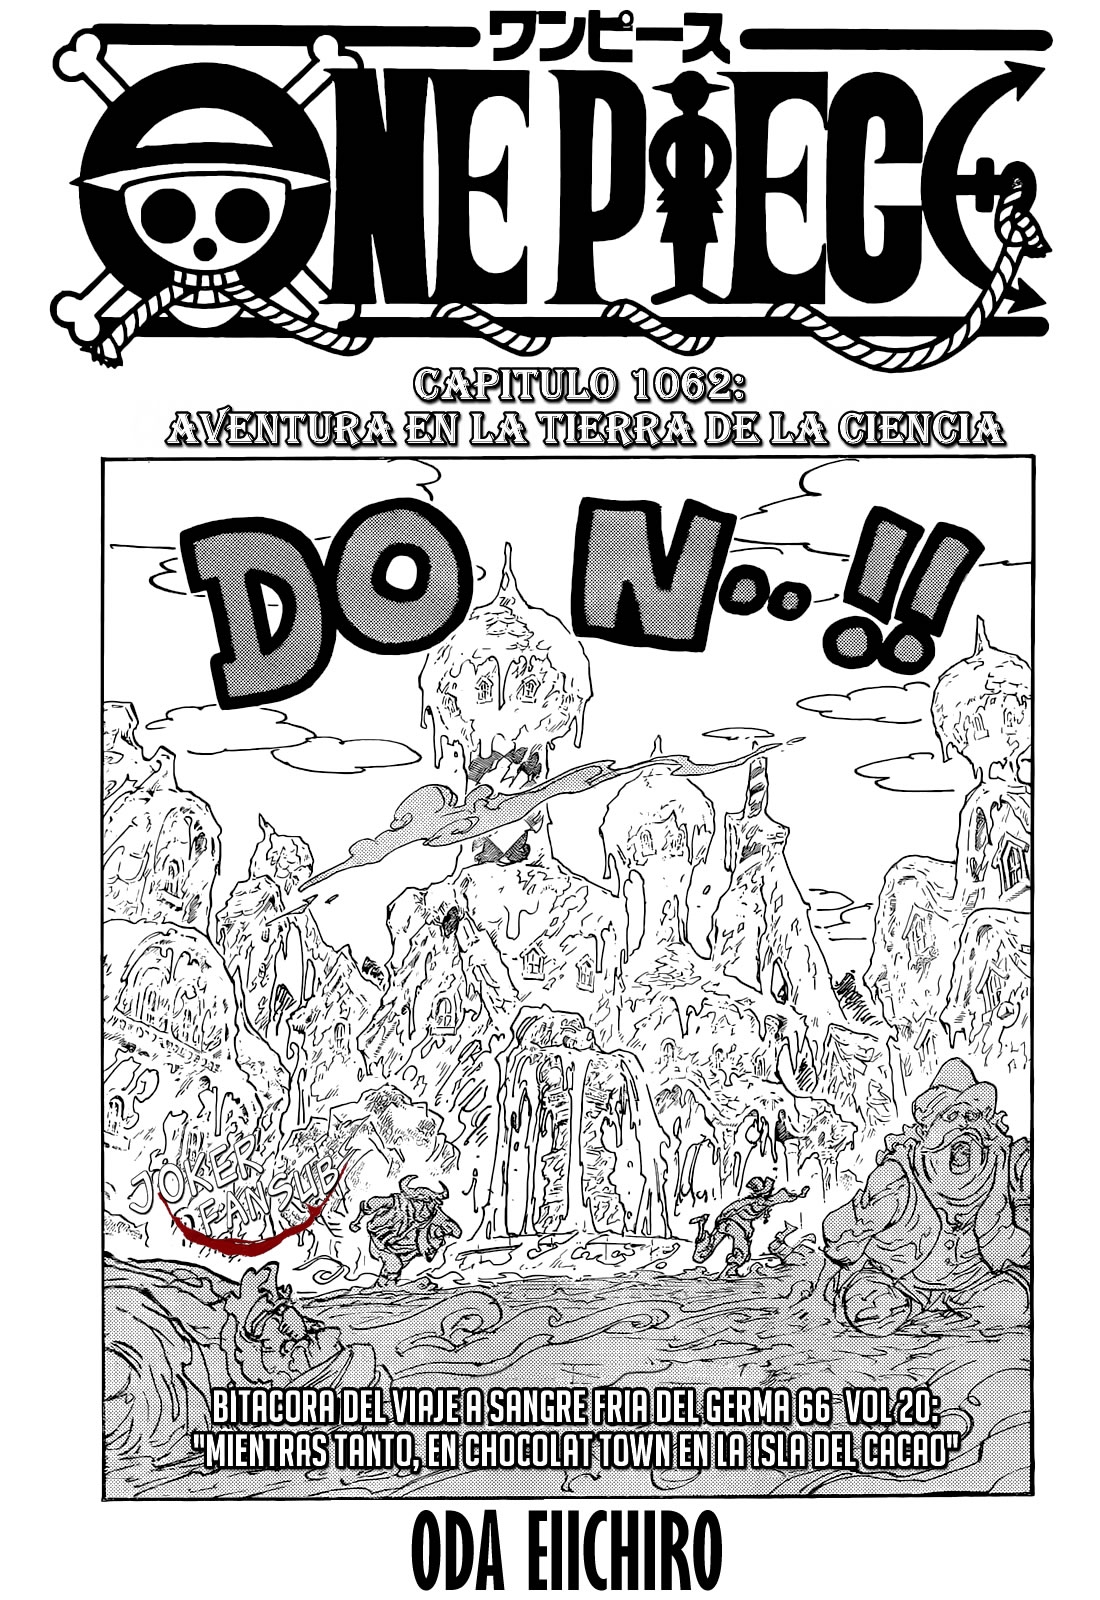 ワンピース
ONE PIECE
CAPITULO 1062:
AVENTURA EN LA TIERRA DE LA CIENCIA
DO N...!!
JOKER
FANSUB
BITACORA DEL VIAJE A SANGRE FRIA DEL GERMA 66 VOL 20:
"MIENTRAS TANTO, EN CHOCOLAT TOWN EN LA ISLA DEL CACAO"
ODA EIICHIRO